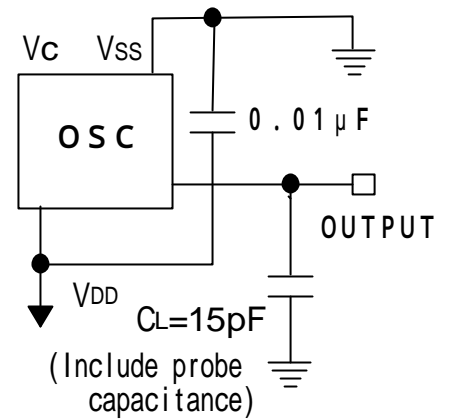 Vc Vss
OSC
0.01μF
OUTPUT
VDD
CL=15pF
(Include probe
capacitance)